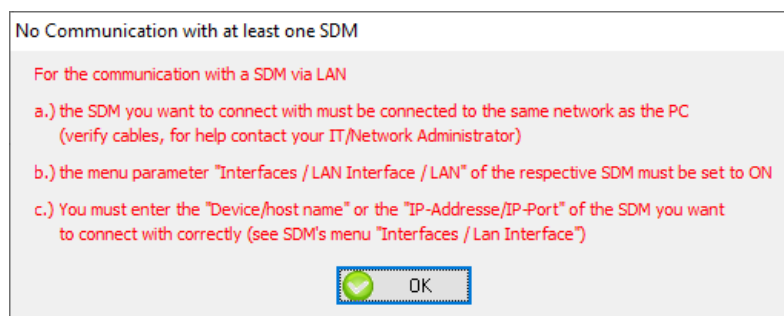 No Communication with at least one SDM
For the communication with a SDM via LAN
a.) the SDM you want to connect with must be connected to the same network as the PC
(verify cables, for help contact your IT/Network Administrator)
b.) the menu parameter "Interfaces / LAN Interface / LAN" of the respective SDM must be set to ON
c.) You must enter the "Device/host name" or the "IP-Addresse/IP-Port" of the SDM you want
to connect with correctly (see SDM's menu "Interfaces / Lan Interface")
OK